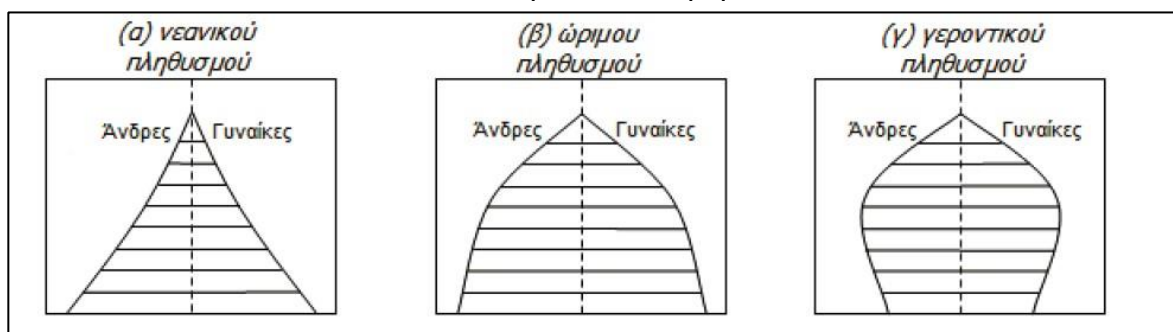 (α) νεανικού
πληθυσμού
Άνδρες
Γυναίκες
(β) ώριμου
πληθυσμού
Άνδρες
Γυναίκες
(γ) γεροντικού
πληθυσμού
Άνδρες
Γυναίκες